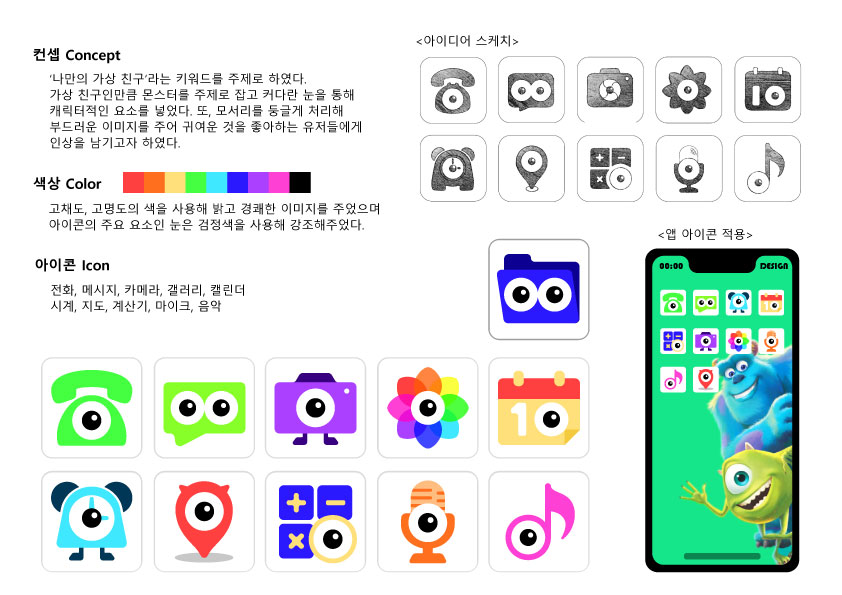 컨셉 Concept
'나만의 가상 친구'라는 키워드를 주제로 하였다.
가상 친구인만큼 몬스터를 주제로 잡고 커다란 눈을 통해
캐릭터적인 요소를 넣었다. 또, 모서리를 둥글게 처리해
부드러운 이미지를 주어 귀여운 것을 좋아하는 유저들에게
인상을 남기고자 하였다.
색상 Color
고채도, 고명도의 색을 사용해 밝고 경쾌한 이미지를 주었으며
아이콘의 주요 요소인 눈은 검정색을 사용해 강조해주었다.
아이콘 Icon
전화, 메시지, 카메라, 갤러리, 캘린더
시계, 지도, 계산기, 마이크, 음악
<아이디어 스케치>
10
<앱 아이콘 적용>
00:00 DESIGN
1
1